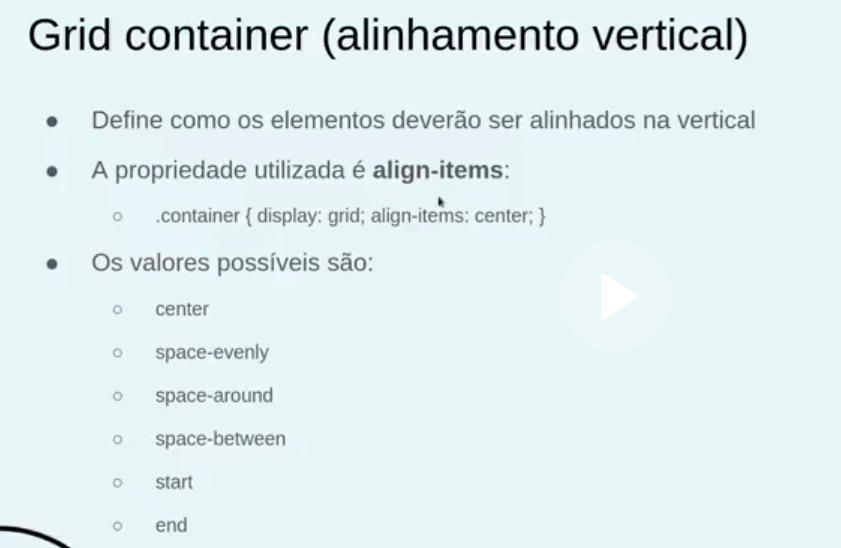 Grid container (alinhamento vertical)
● Define como os elementos deverão ser alinhados na vertical
● A propriedade utilizada é align-items:
○ .container { display: grid; align-items: center; }
● Os valores possíveis são:
○ center
○ space-evenly
○ space-around
○ space-between
○ start
○ end